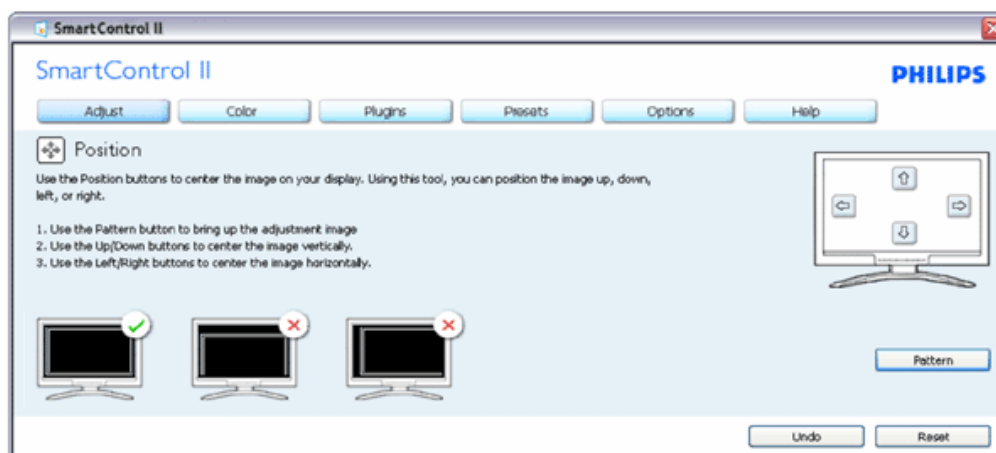 SmartControl II
SmartControl II
PHILIPS
Adjust Color Plugins Presets Options Help
Position
Use the Position buttons to center the image on your display. Using this tool, you can position the image up, down,
left, or right.
1. Use the Pattern button to bring up the adjustment image
2. Use the Up/Down buttons to center the image vertically.
3. Use the Left/Right buttons to center the image horizontally.
Pattern
Undo Reset